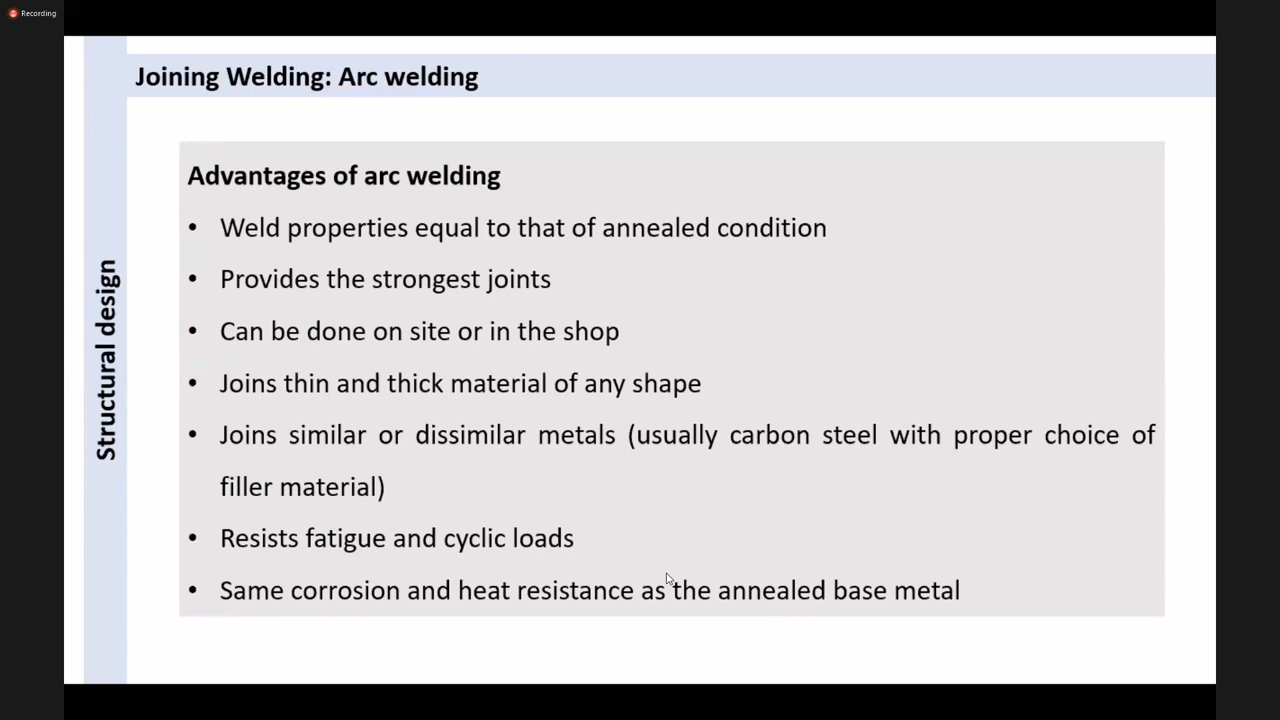 Recording
Joining Welding: Arc welding
Structural design
Advantages of arc welding
• Weld properties equal to that of annealed condition
• Provides the strongest joints
• Can be done on site or in the shop
• Joins thin and thick material of any shape
• Joins similar or dissimilar metals (usually carbon steel with proper choice of
filler material)
• Resists fatigue and cyclic loads
• Same corrosion and heat resistance as the annealed base metal